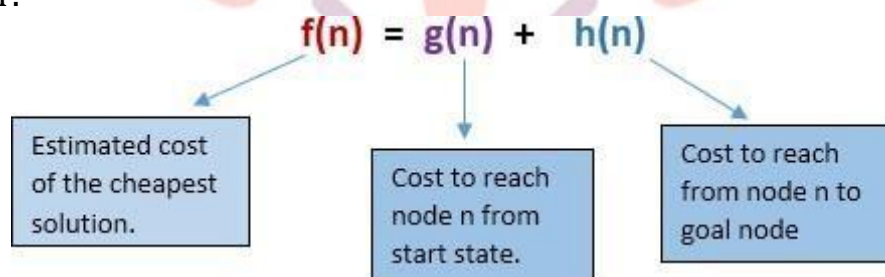 f(n) = g(n) + h(n)
Estimated cost
of the cheapest
solution.
Cost to reach
node n from
start state.
Cost to reach
from node n to
goal node